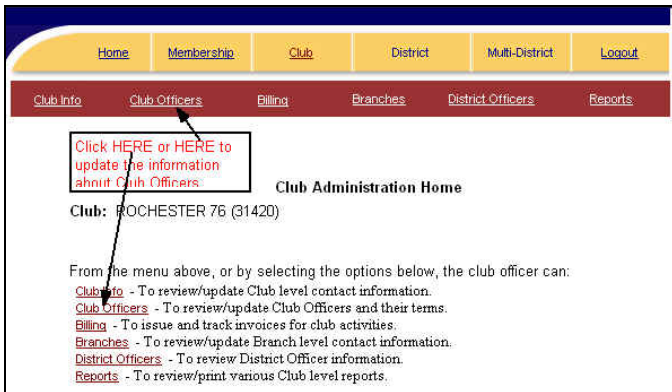 Home Membership Club District Multi-District Logout
Club Info Club Officers Billing Branches District Officers Reports
Click HERE or HERE to
update the information
about Club Officers
Club Administration Home
Club: ROCHESTER 76 (31420)
From the menu above, or by selecting the options below, the club officer can:
Club Info - To review/update Club level contact information.
Club Officers - To review/update Club Officers and their terms.
Billing - To issue and track invoices for club activities.
Branches - To review/update Branch level contact information.
District Officers - To review District Officer information.
Reports - To review/print various Club level reports.